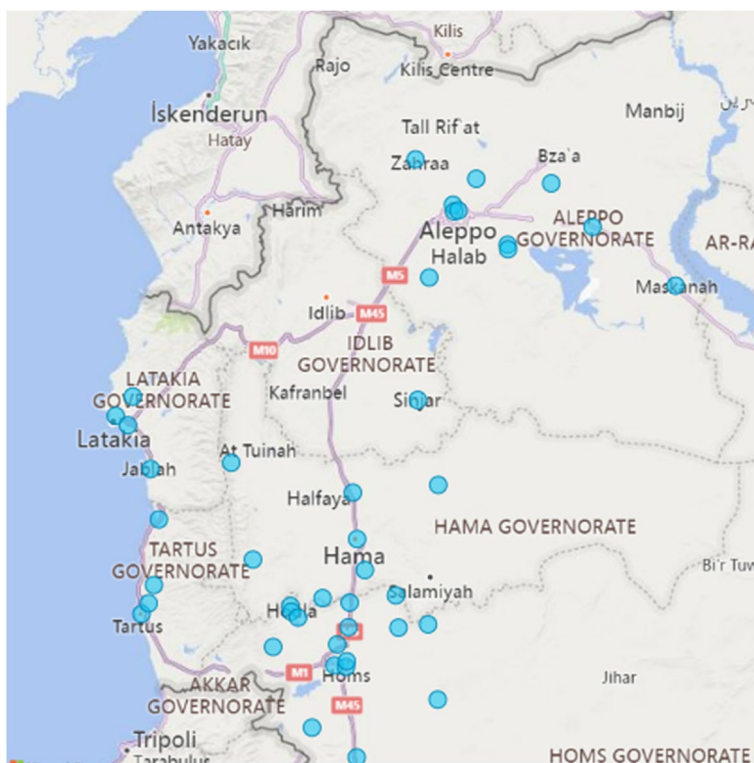 Kilis
Yakacık
Rajo
Kilis Centre
İskenderun
Manbij
Hatay
Tall Rif`at
Zahraa
Bza`a
Harim
Antakya
ALEPPO
GOVERNORATE
Aleppo
Halab
AR-RA
M5
Maskanah
Idlib
M45
M10
IDLIB
GOVERNORATE
LATAKIA
GOVERNORATE
Kafranbel
Sinjar
Latakia
At Tuinah
Jablah
Halfaya
HAMA GOVERNORATE
TARTUS
GOVERNORATE
Hama
Bi'r Tuw
Salamiyah
Houla
Tartus
M1
Homs
Jihar
AKKAR
GOVERNORATE
M45
Tripoli
HOMS GOVERNORATE
Tarabulus